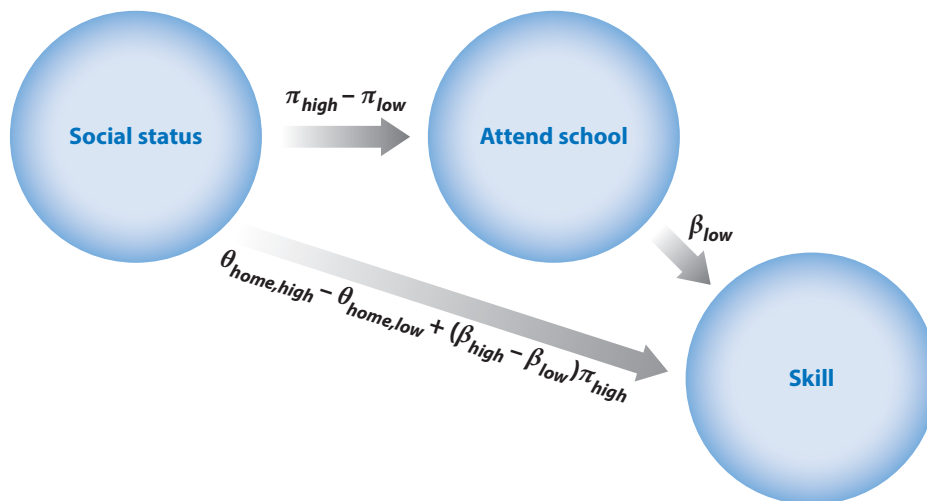 Social status
π_high – π_low
Attend school
β_low
θ_home,high – θ_home,low + (β_high – β_low)π_high
Skill